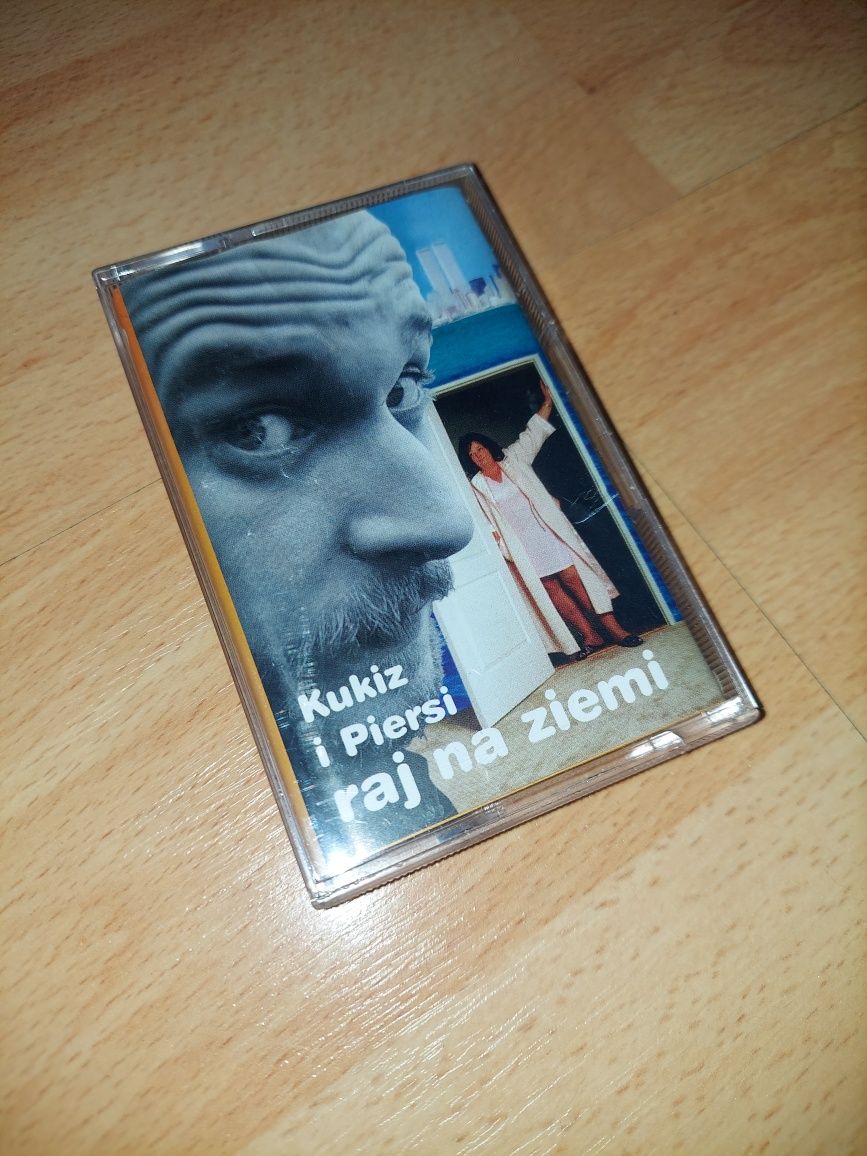 Kukiz
i Piersi
raj na ziemi